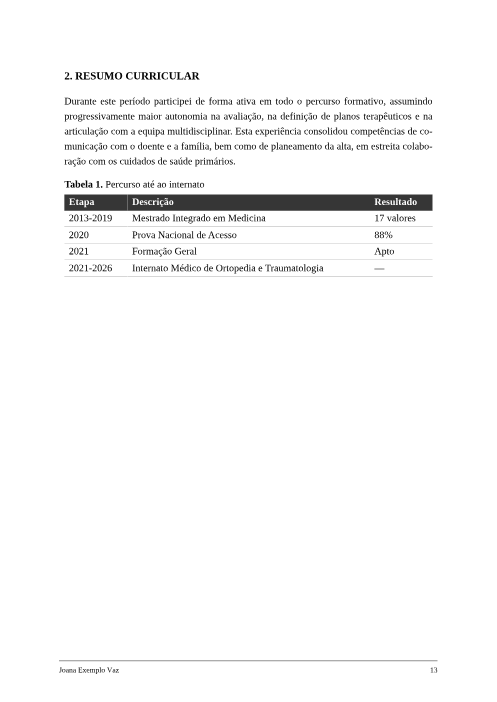 2. RESUMO CURRICULAR
Durante este período participei de forma ativa em todo o percurso formativo, assumindo
progressivamente maior autonomia na avaliação, na definição de planos terapêuticos e na
articulação com a equipa multidisciplinar. Esta experiência consolidou competências de co-
municação com o doente e a família, bem como de planeamento da alta, em estreita colabo-
ração com os cuidados de saúde primários.
Tabela 1. Percurso até ao internato
Etapa Descrição Resultado
2013-2019 Mestrado Integrado em Medicina 17 valores
2020 Prova Nacional de Acesso 88%
2021 Formação Geral Apto
2021-2026 Internato Médico de Ortopedia e Traumatologia —
Joana Exemplo Vaz 13